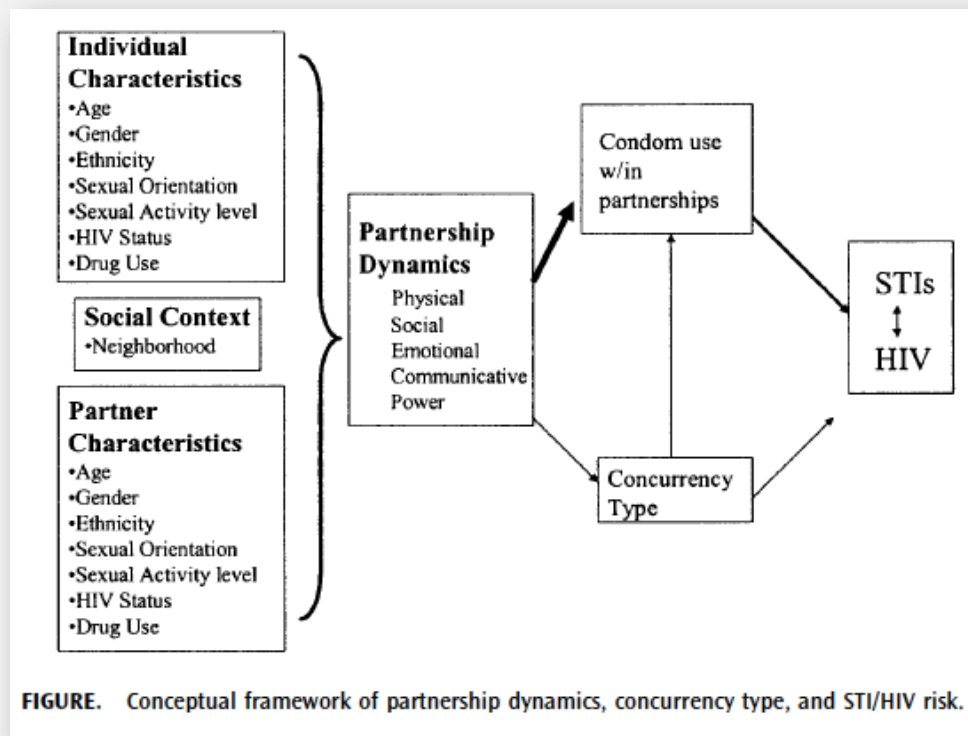 Individual
Characteristics
•Age
•Gender
•Ethnicity
•Sexual Orientation
•Sexual Activity level
•HIV Status
•Drug Use
Social Context
•Neighborhood
Partner
Characteristics
•Age
•Gender
•Ethnicity
•Sexual Orientation
•Sexual Activity level
•HIV Status
•Drug Use
Partnership
Dynamics
Physical
Social
Emotional
Communicative
Power
Condom use
w/in
partnerships
Concurrency
Type
STIs
HIV
FIGURE. Conceptual framework of partnership dynamics, concurrency type, and STI/HIV risk.